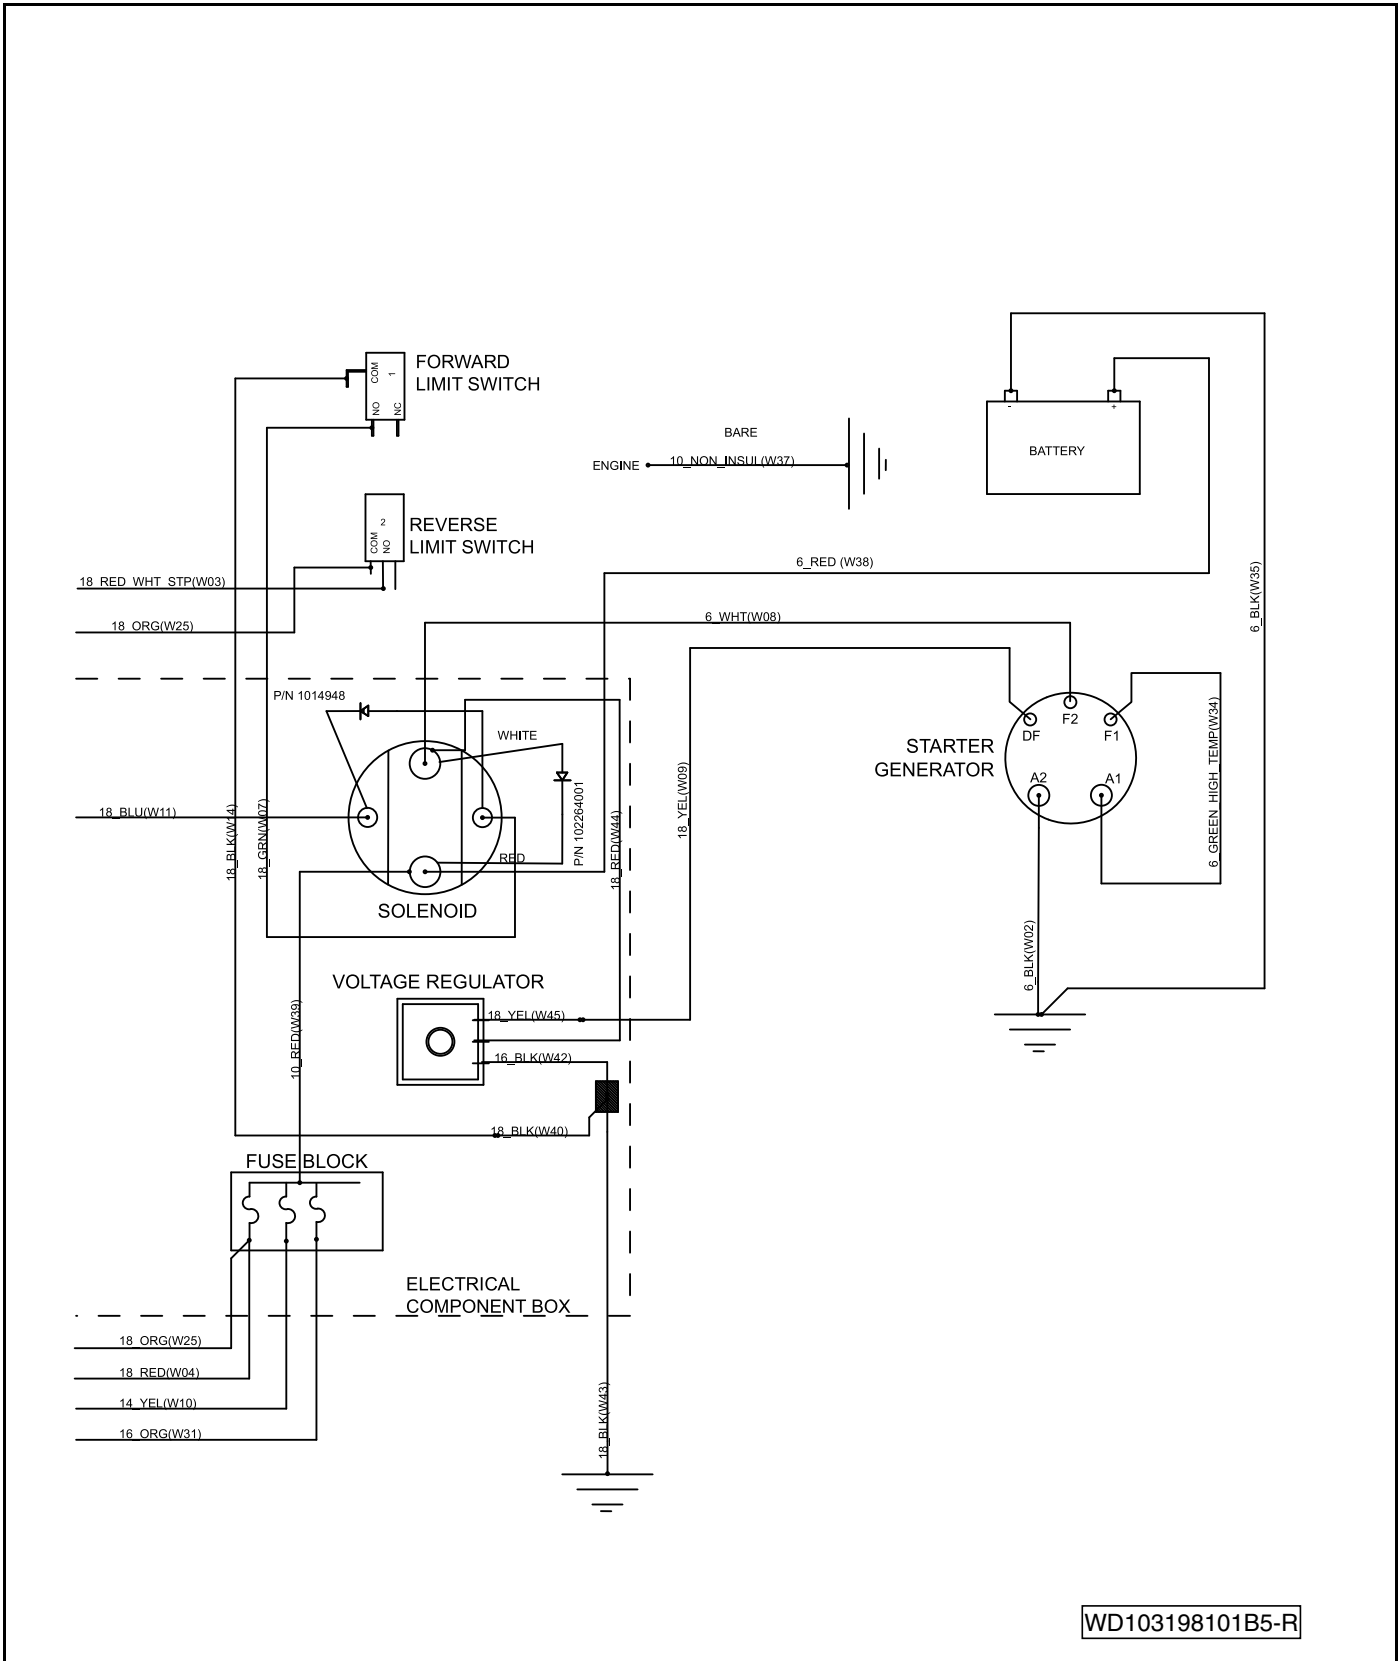 FORWARD
LIMIT SWITCH
COM
1
NO
NC
BARE
ENGINE
10_NON_INSUL(W37)
-
+
BATTERY
2
COM
NO
REVERSE
LIMIT SWITCH
18_RED_WHT_STP(W03)
18_ORG(W25)
6_RED (W38)
6_WHT(W08)
6_BLK(W35)
P/N 1014948
WHITE
P/N 102264001
STARTER
GENERATOR
DF
F2
F1
A2
A1
6_GREEN_HIGH_TEMP(W34)
18_YEL(W09)
18_BLU(W11)
18_BLK(W14)
18_GRN(W07)
18_RED(W44)
RED
SOLENOID
6_BLK(W02)
VOLTAGE REGULATOR
18_YEL(W45)
16_BLK(W42)
10_RED(W39)
18_BLK(W40)
FUSE BLOCK
ELECTRICAL
COMPONENT BOX
18_ORG(W25)
18_RED(W04)
14_YEL(W10)
16_ORG(W31)
18_BLK(W43)
WD103198101B5-R